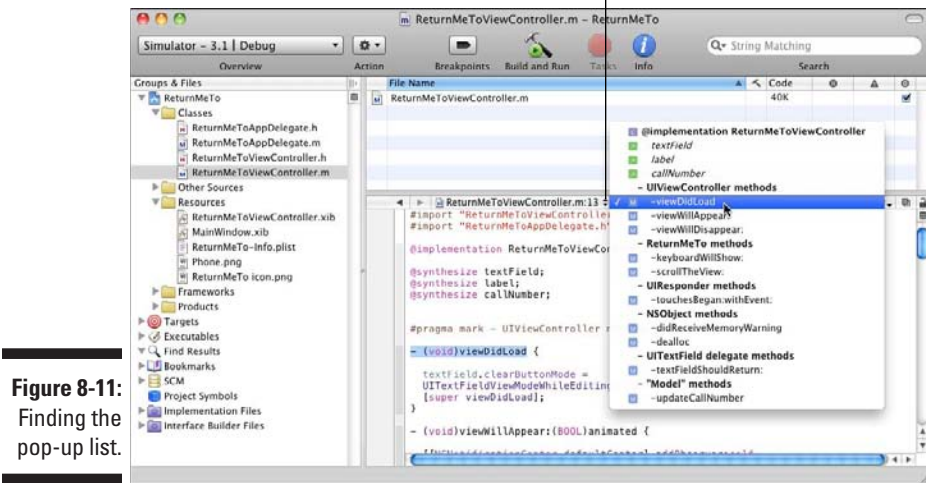 ReturnMeToViewController.m – ReturnMeTo
Simulator – 3.1 | Debug
String Matching
Overview
Action
Breakpoints
Build and Run
Tasks
Info
Search
Groups & Files
ReturnMeTo
Classes
ReturnMeToAppDelegate.h
ReturnMeToAppDelegate.m
ReturnMeToViewController.h
ReturnMeToViewController.m
Other Sources
Resources
ReturnMeToViewController.xib
MainWindow.xib
ReturnMeTo-Info.plist
Phone.png
ReturnMeTo icon.png
Frameworks
Products
Targets
Executables
Find Results
Bookmarks
SCM
Project Symbols
Implementation Files
Interface Builder Files
File Name
Code
ReturnMeToViewController.m
40K
ReturnMeToViewController.m:13
#import "ReturnMeToViewController
#import "ReturnMeToAppDelegate.h"
@implementation ReturnMeToViewCo
@synthesize textField;
@synthesize label;
@synthesize callNumber;
#pragma mark - UIViewController
- (void)viewDidLoad {
textField.clearButtonMode =
UITextFieldViewModeWhileEditing
[super viewDidLoad];
}
- (void)viewWillAppear:(BOOL)animated {
@implementation ReturnMeToViewController
textField
label
callNumber
- UIViewController methods
-viewDidLoad
-viewWillAppear:
-viewWillDisappear:
- ReturnMeTo methods
-keyboardWillShow:
-scrollTheView:
- UIResponder methods
-touchesBegan:withEvent:
- NSObject methods
-didReceiveMemoryWarning
-dealloc
- UITextField delegate methods
-textFieldShouldReturn:
- "Model" methods
-updateCallNumber
Figure 8-11:
Finding the
pop-up list.